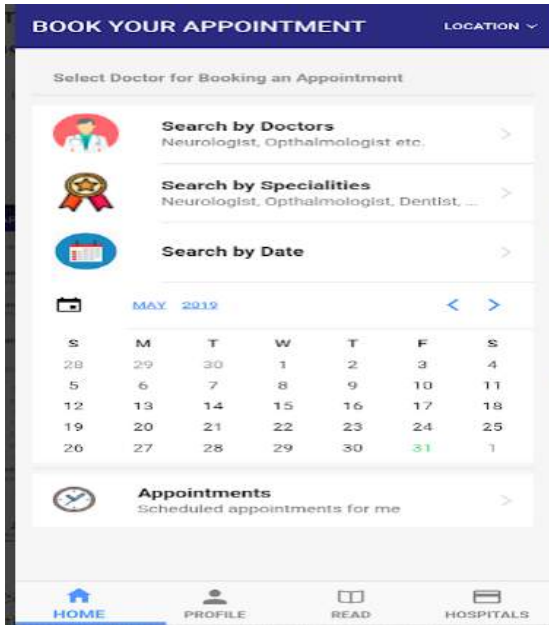 BOOK YOUR APPOINTMENT LOCATION
Select Doctor for Booking an Appointment
Search by Doctors
Neurologist, Opthalmologist etc.
Search by Specialities
Neurologist, Opthalmologist, Dentist, ...
Search by Date
MAY 2019 < >
S M T W T F S
28 29 30 1 2 3 4
5 6 7 8 9 10 11
12 13 14 15 16 17 18
19 20 21 22 23 24 25
26 27 28 29 30 31 1
Appointments
Scheduled appointments for me
HOME PROFILE READ HOSPITALS